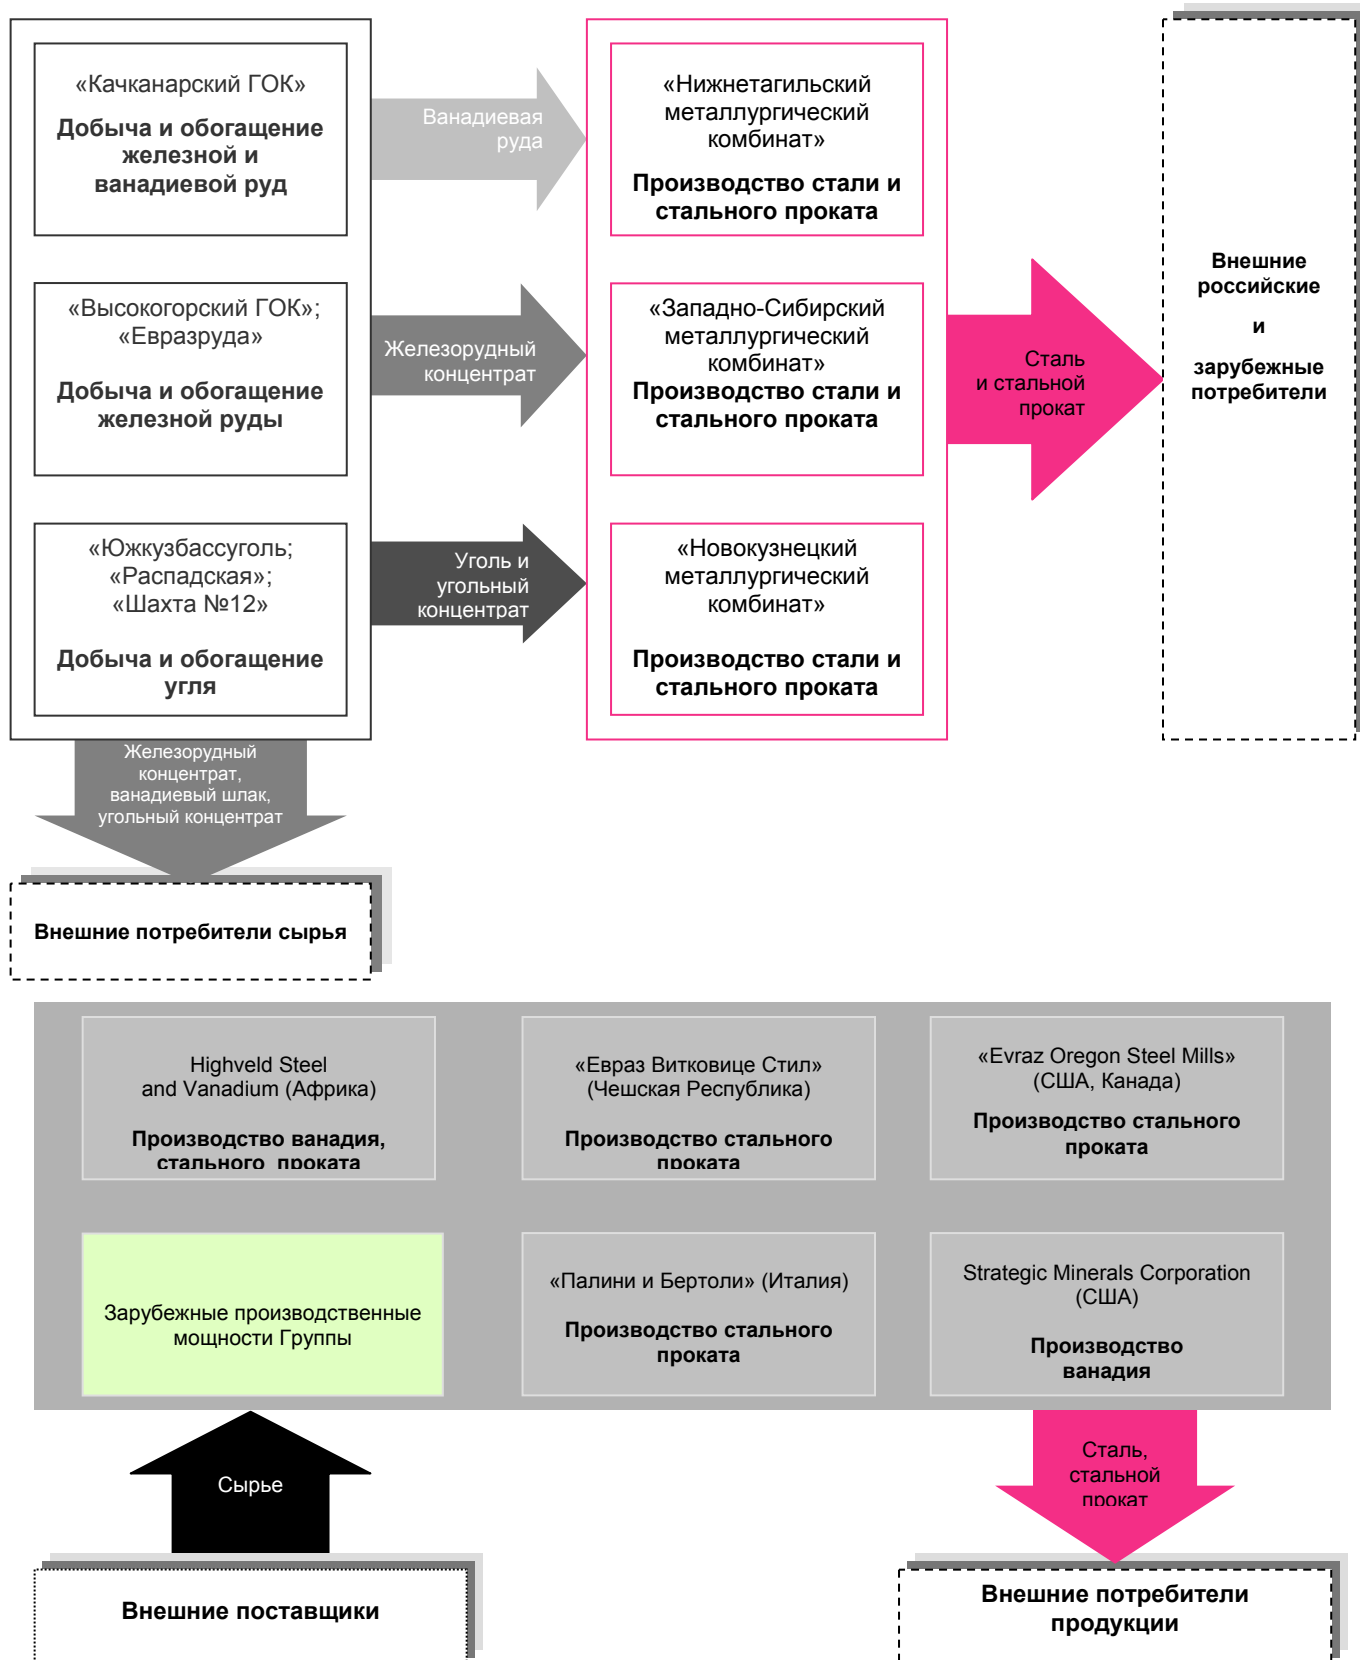 «Качканарский ГОК»
Добыча и обогащение
железной и
ванадиевой руд
Ванадиевая
руда
«Нижнетагильский
металлургический
комбинат»
Производство стали и
стального проката
«Высокогорский ГОК»;
«Евразруда»
Добыча и обогащение
железной руды
Железорудный
концентрат
«Западно-Сибирский
металлургический
комбинат»
Производство стали и
стального проката
Сталь
и стальной
прокат
Внешние
российские
и
зарубежные
потребители
«Южкузбассуголь;
«Распадская»;
«Шахта №12»
Добыча и обогащение
угля
Уголь и
угольный
концентрат
«Новокузнецкий
металлургический
комбинат»
Производство стали и
стального проката
Железорудный
концентрат,
ванадиевый шлак,
угольный концентрат
Внешние потребители сырья
Highveld Steel
and Vanadium (Африка)
Производство ванадия,
стального проката
«Евраз Витковице Стил»
(Чешская Республика)
Производство стального
проката
«Evraz Oregon Steel Mills»
(США, Канада)
Производство стального
проката
Зарубежные производственные
мощности Группы
«Палини и Бертоли» (Италия)
Производство стального
проката
Strategic Minerals Corporation
(США)
Производство
ванадия
Сырье
Сталь,
стальной
прокат
Внешние поставщики
Внешние потребители
продукции